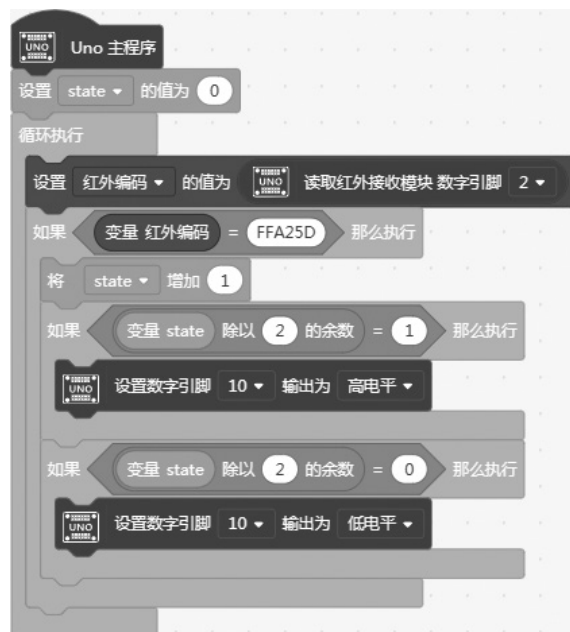 UNO Uno 主程序
设置 state 的值为 0
循环执行
设置 红外编码 的值为 UNO 读取红外接收模块 数字引脚 2
如果 变量 红外编码 = FFA25D 那么执行
将 state 增加 1
如果 变量 state 除以 2 的余数 = 1 那么执行
UNO 设置数字引脚 10 输出为 高电平
如果 变量 state 除以 2 的余数 = 0 那么执行
UNO 设置数字引脚 10 输出为 低电平